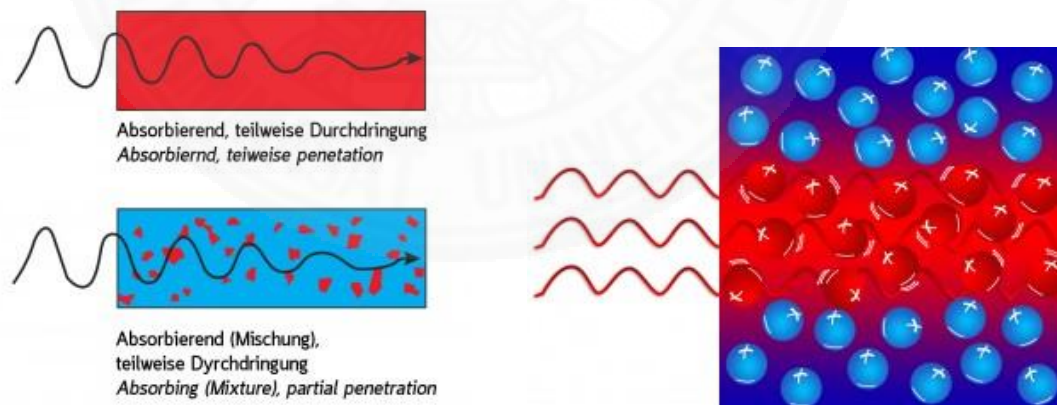 Absorbierend, teilweise Durchdringung
Absorbiernd, teiweise penetation
Absorbierend (Mischung),
teilweise Dyrchdringung
Absorbing (Mixture), partial penetration